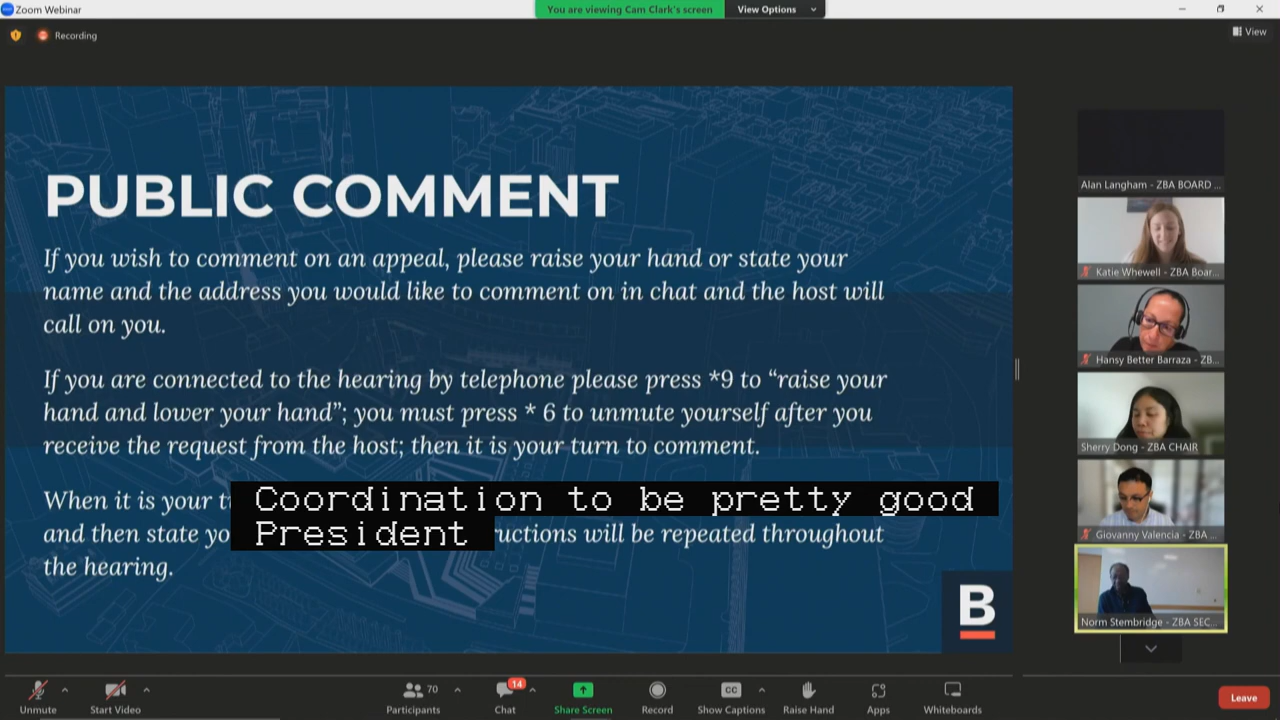 Zoom Webinar
You are viewing Cam Clark's screen
View Options
Recording
View
PUBLIC COMMENT
If you wish to comment on an appeal, please raise your hand or state your
name and the address you would like to comment on in chat and the host will
call on you.
If you are connected to the hearing by telephone please press *9 to “raise your
hand and lower your hand”; you must press * 6 to unmute yourself after you
receive the request from the host; then it is your turn to comment.
When it is your
and then state will be repeated throughout
the hearing.
Coordination to be pretty good
President
B
Alan Langham - ZBA BOARD ...
Katie Whewell - ZBA Boar...
Hansy Better Barraza - ZB...
Sherry Dong - ZBA CHAIR
Giovanny Valencia - ZBA ...
Norm Stembridge - ZBA SEC...
Unmute
Start Video
70
Participants
14
Chat
Share Screen
Record
CC
Show Captions
Raise Hand
Apps
Whiteboards
Leave